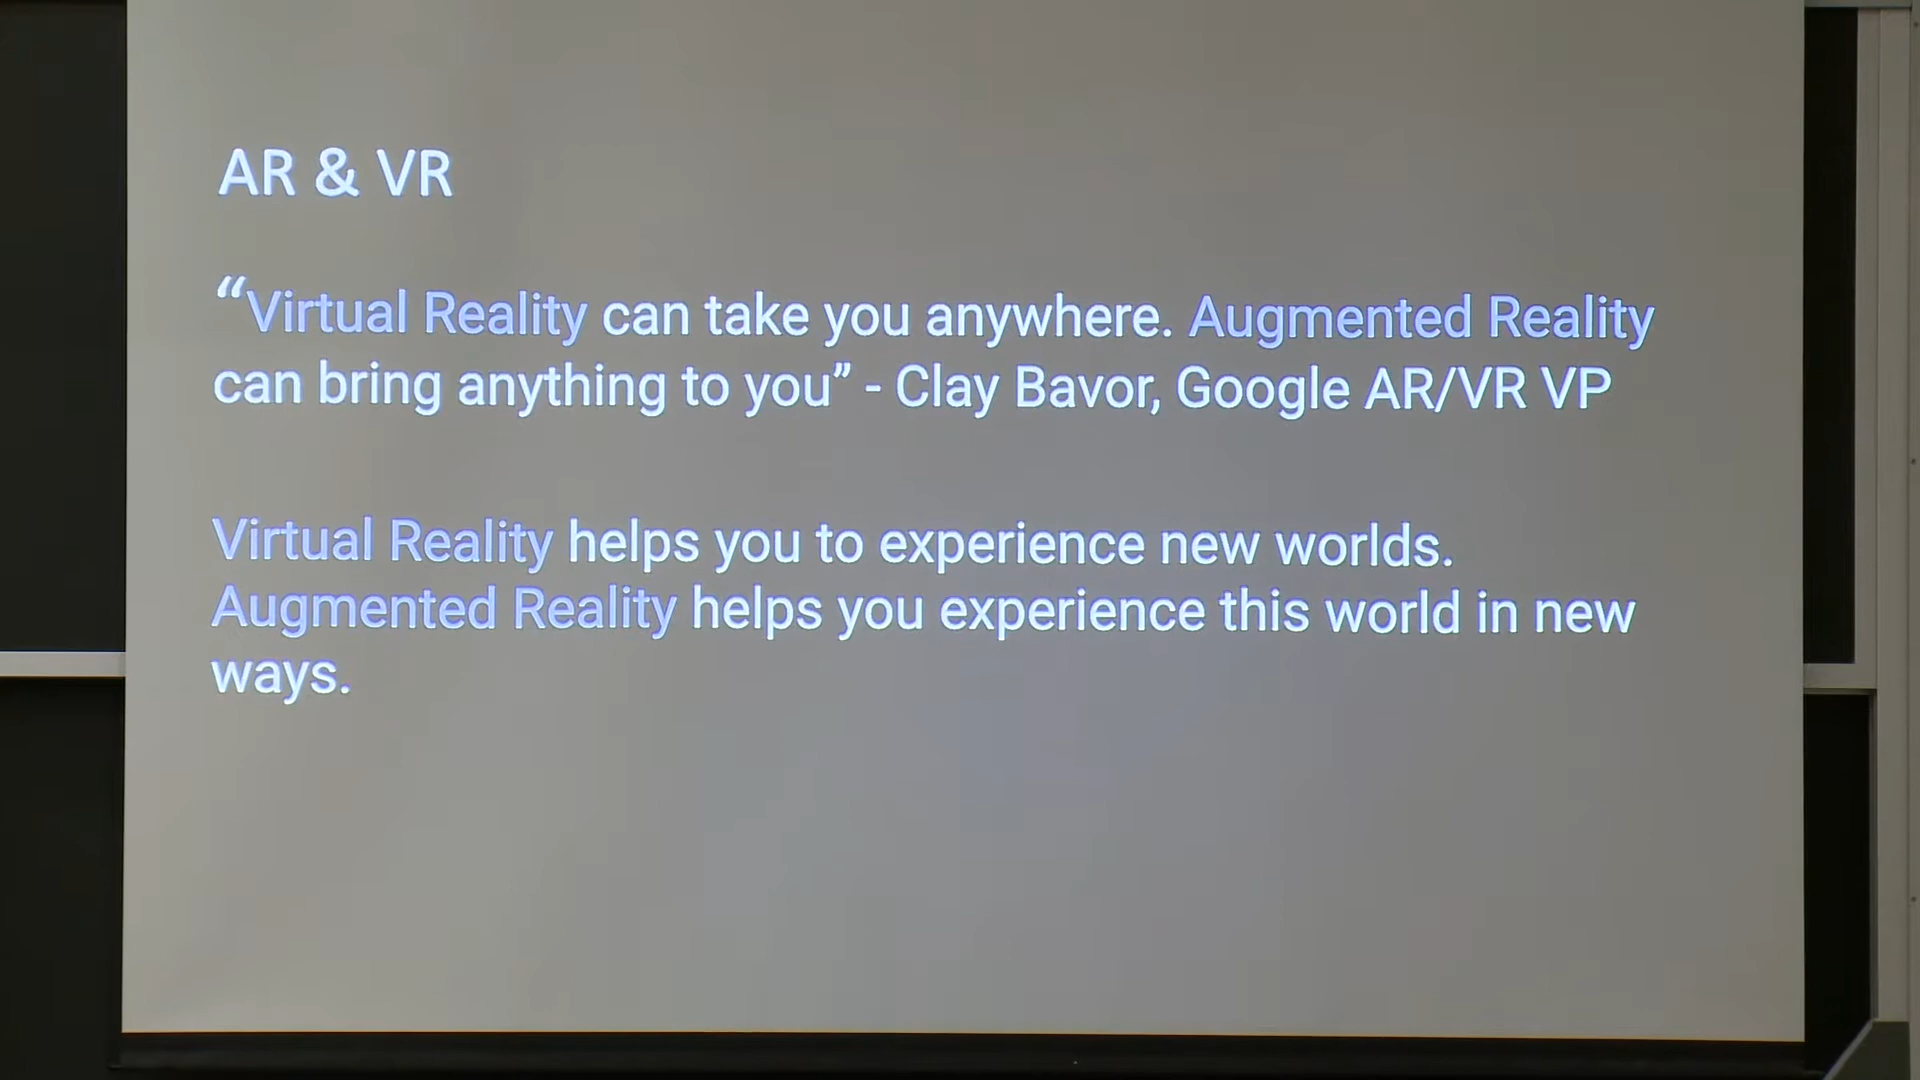 AR & VR
“Virtual Reality can take you anywhere. Augmented Reality
can bring anything to you” - Clay Bavor, Google AR/VR VP
Virtual Reality helps you to experience new worlds.
Augmented Reality helps you experience this world in new
ways.